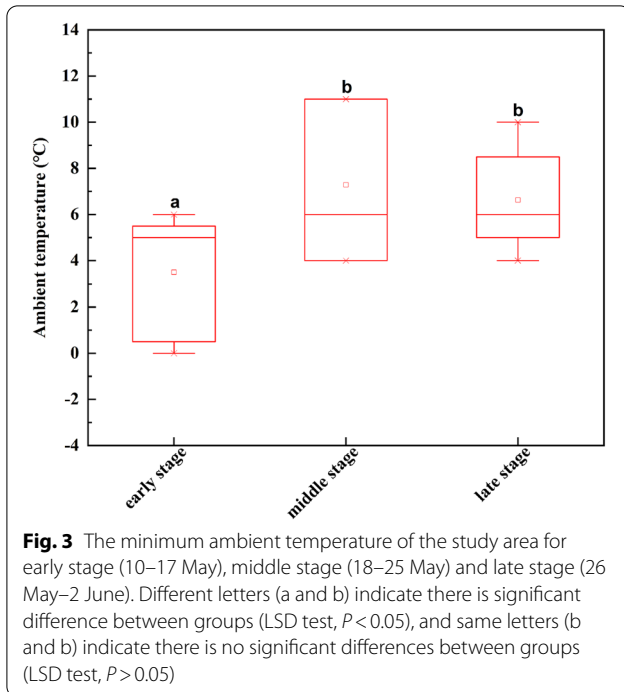 14
12
10
8
6
4
2
0
-2
-4
Ambient temperature (°C)
a
b
b
early stage
middle stage
late stage
Fig. 3 The minimum ambient temperature of the study area for
early stage (10–17 May), middle stage (18–25 May) and late stage (26
May–2 June). Different letters (a and b) indicate there is significant
difference between groups (LSD test, P < 0.05), and same letters (b
and b) indicate there is no significant differences between groups
(LSD test, P > 0.05)